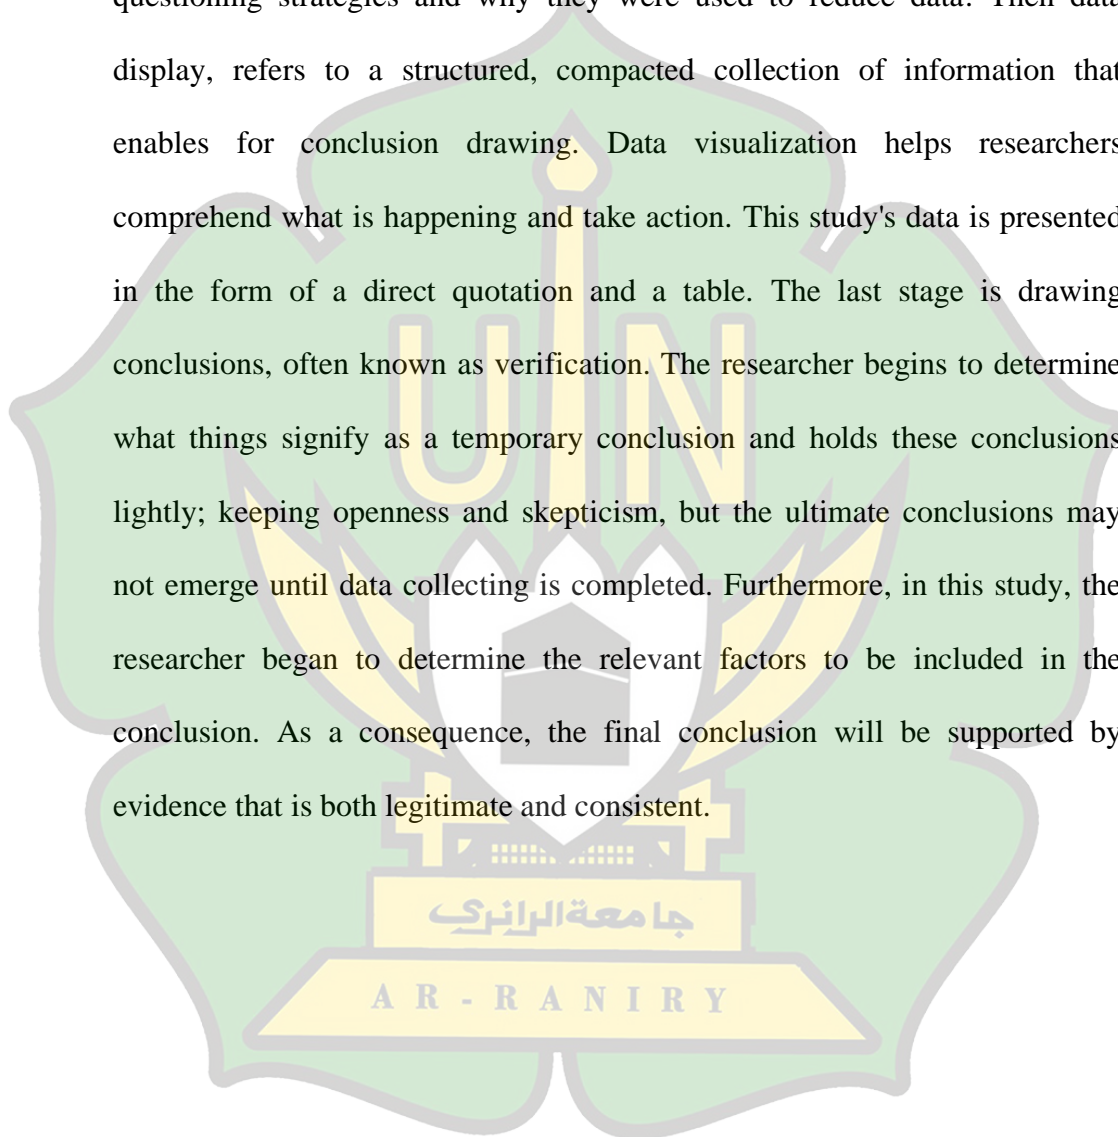 questioning strategies and why they were used to reduce data. Then data
display, refers to a structured, compacted collection of information that
enables for conclusion drawing. Data visualization helps researchers
comprehend what is happening and take action. This study's data is presented
in the form of a direct quotation and a table. The last stage is drawing
conclusions, often known as verification. The researcher begins to determine
what things signify as a temporary conclusion and holds these conclusions
lightly; keeping openness and skepticism, but the ultimate conclusions may
not emerge until data collecting is completed. Furthermore, in this study, the
researcher began to determine the relevant factors to be included in the
conclusion. As a consequence, the final conclusion will be supported by
evidence that is both legitimate and consistent.
UIN
جامعةالرانري
AR-RANIRY